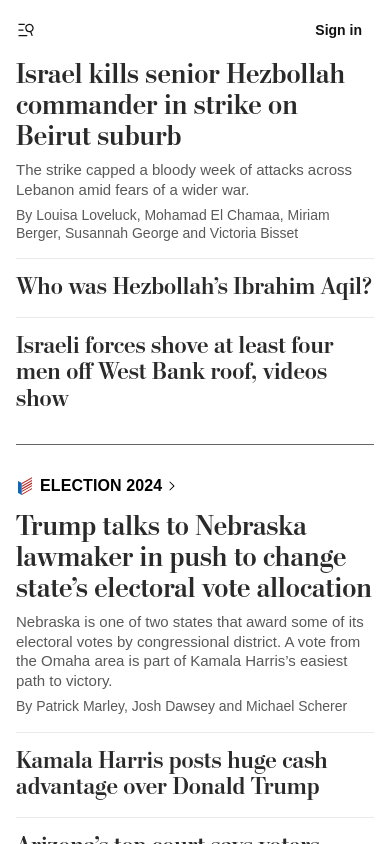 Sign in
Israel kills senior Hezbollah
commander in strike on
Beirut suburb
The strike capped a bloody week of attacks across
Lebanon amid fears of a wider war.
By Louisa Loveluck, Mohamad El Chamaa, Miriam
Berger, Susannah George and Victoria Bisset
Who was Hezbollah’s Ibrahim Aqil?
Israeli forces shove at least four
men off West Bank roof, videos
show
ELECTION 2024
Trump talks to Nebraska
lawmaker in push to change
state’s electoral vote allocation
Nebraska is one of two states that award some of its
electoral votes by congressional district. A vote from
the Omaha area is part of Kamala Harris’s easiest
path to victory.
By Patrick Marley, Josh Dawsey and Michael Scherer
Kamala Harris posts huge cash
advantage over Donald Trump
Arizona’s top court says voters